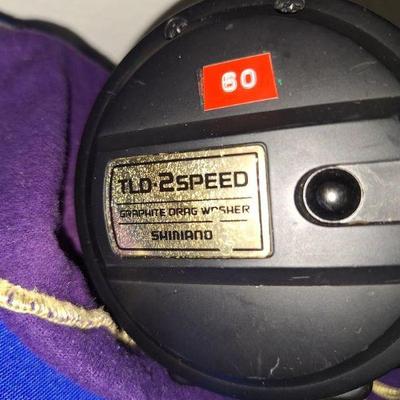 60
TLD·2SPEED
GRAPHITE DRAG WASHER
SHIMANO